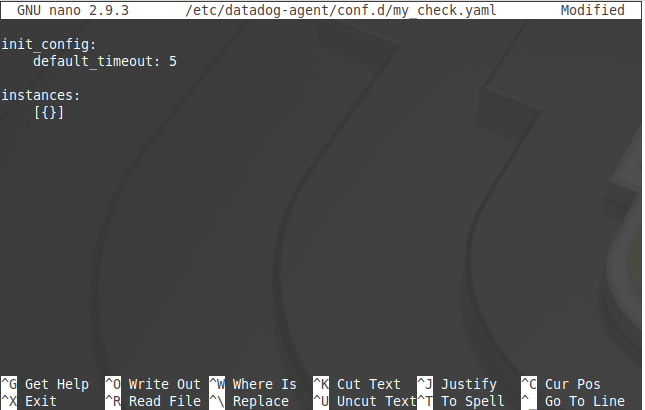 GNU nano 2.9.3 /etc/datadog-agent/conf.d/my_check.yaml Modified
init_config:
    default_timeout: 5
instances:
    [{}]
^G Get Help ^O Write Out ^W Where Is ^K Cut Text ^J Justify ^C Cur Pos
^X Exit ^R Read File ^\ Replace ^U Uncut Text ^T To Spell ^_ Go To Line